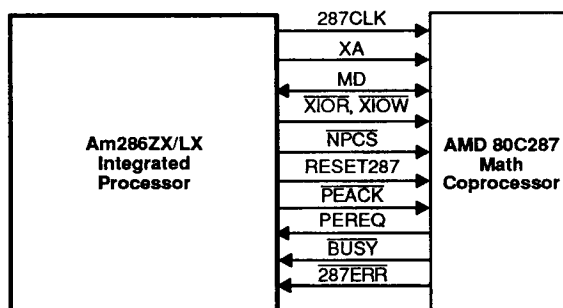 287CLK
XA
MD
XIOR, XIOW
NPCS
RESET287
PEACK
PEREQ
BUSY
287ERR
Am286ZX/LX
Integrated
Processor
AMD 80C287
Math
Coprocessor